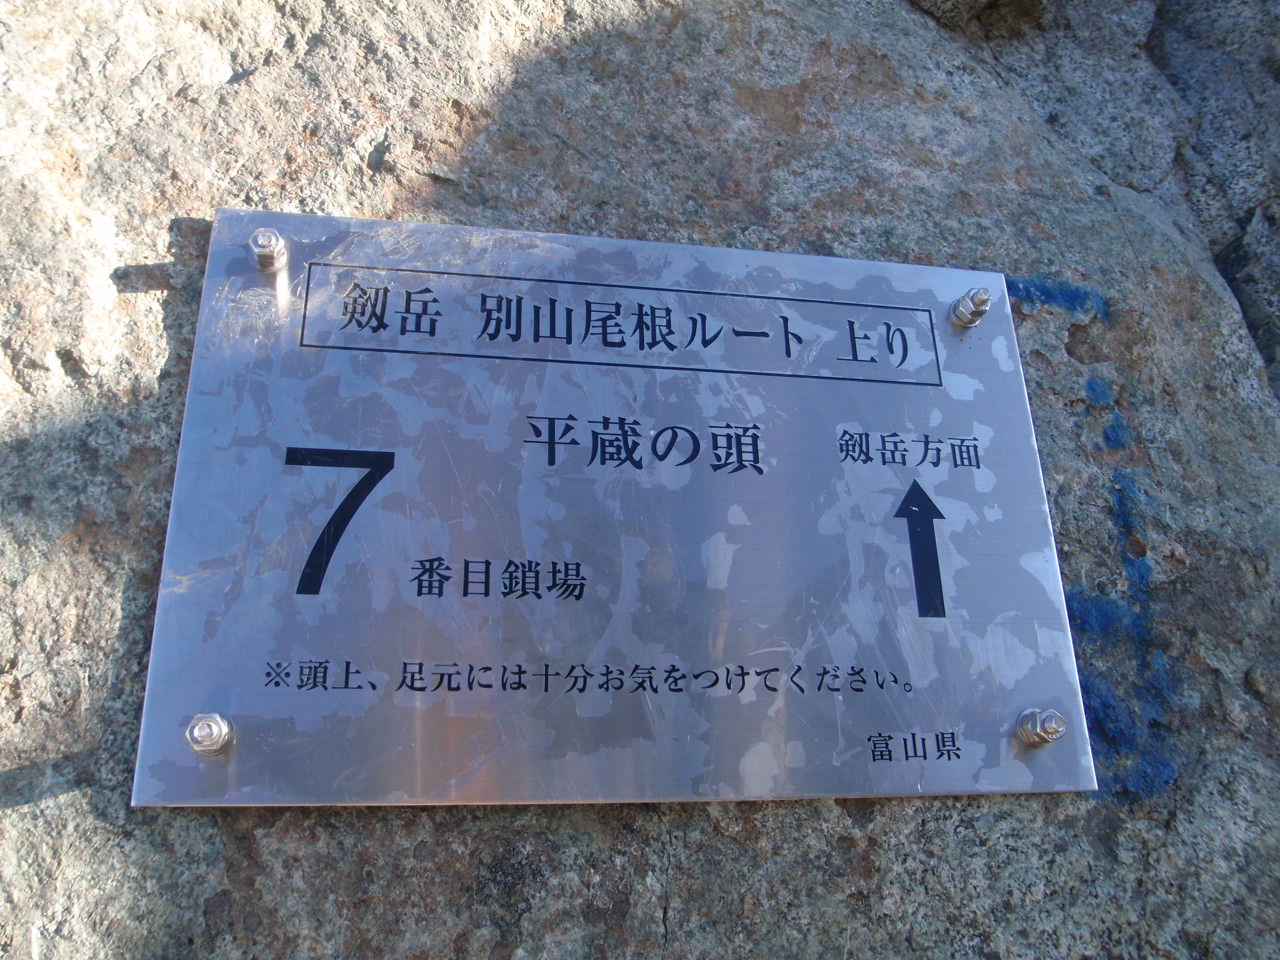 剱岳 別山尾根ルート 上り
平蔵の頭
剱岳方面
7番目鎖場
※頭上、足元には十分お気をつけてください。
富山県